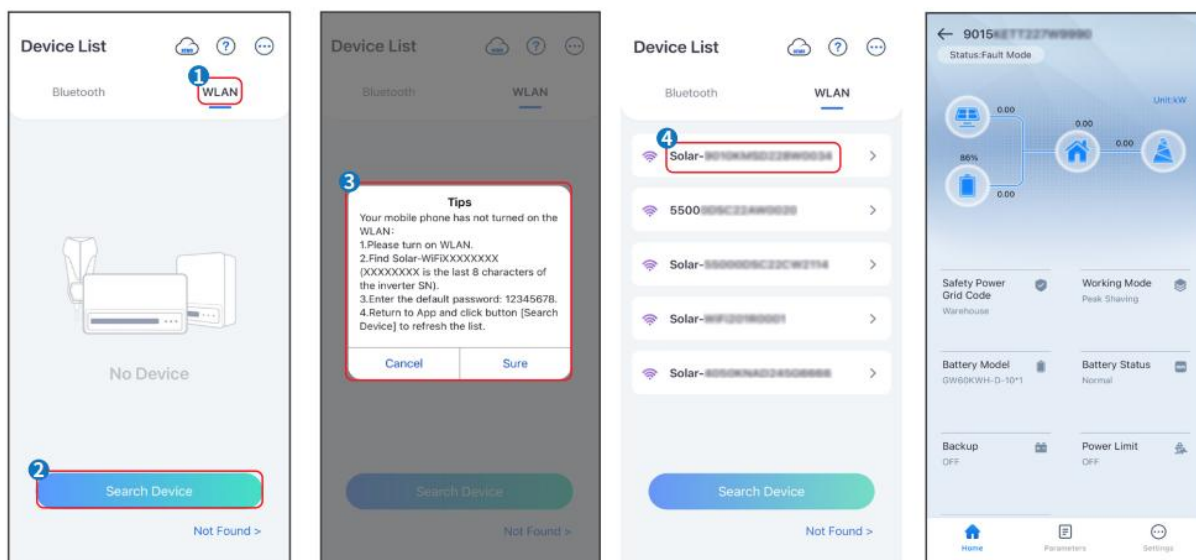 Device List
Bluetooth
1
WLAN
No Device
2
Search Device
Not Found >
Device List
Bluetooth
WLAN
3
Tips
Your mobile phone has not turned on the
WLAN:
1.Please turn on WLAN.
2.Find Solar-WiFiXXXXXXXX
(XXXXXXXX is the last 8 characters of
the inverter SN).
3.Enter the default password: 12345678.
4.Return to App and click button [Search
Device] to refresh the list.
Cancel
Sure
Search Device
Not Found >
Device List
Bluetooth
WLAN
4
Solar-
5500
Solar-
Solar-
Solar-
Search Device
Not Found >
9015
Status:Fault Mode
Unit:kW
0.00
0.00
0.00
86%
0.00
Safety Power
Grid Code
Warehouse
Working Mode
Peak Shaving
Battery Model
GW60KWH-D-10*1
Battery Status
Normal
Backup
OFF
Power Limit
OFF
Home
Parameters
Settings